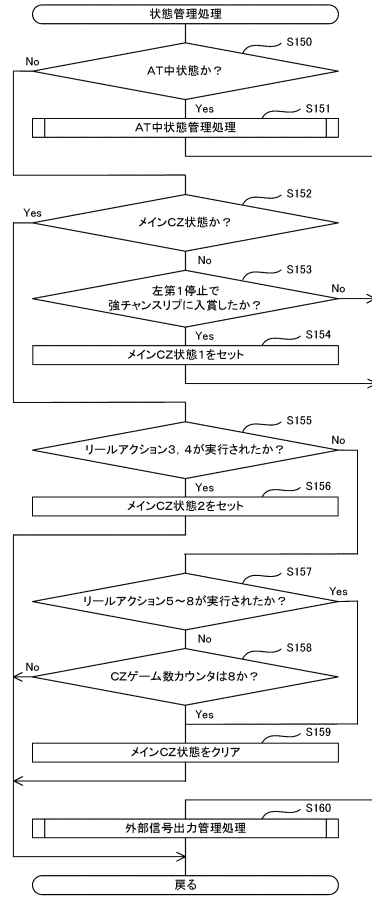 状態管理処理
S150
AT中状態か?
No
Yes
S151
AT中状態管理処理
S152
メインCZ状態か?
Yes
No
S153
左第1停止で
強チャンスリプに入賞したか?
No
Yes
S154
メインCZ状態1をセット
S155
リールアクション3, 4が実行されたか?
No
Yes
S156
メインCZ状態2をセット
S157
リールアクション5~8が実行されたか?
Yes
No
S158
CZゲーム数カウンタは8か?
No
Yes
S159
メインCZ状態をクリア
S160
外部信号出力管理処理
戻る